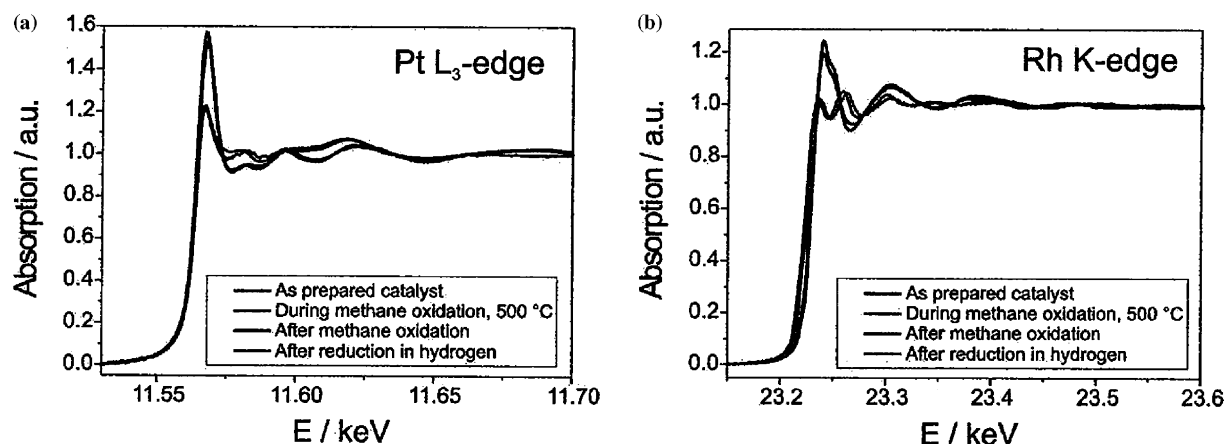 (a)
Pt L₃-edge
Absorption / a.u.
1.6
1.4
1.2
1.0
0.8
0.6
0.4
0.2
0.0
As prepared catalyst
During methane oxidation, 500 °C
After methane oxidation
After reduction in hydrogen
11.55
11.60
11.65
11.70
E / keV
(b)
Rh K-edge
Absorption / a.u.
1.2
1.0
0.8
0.6
0.4
0.2
0.0
As prepared catalyst
During methane oxidation, 500 °C
After methane oxidation
After reduction in hydrogen
23.2
23.3
23.4
23.5
23.6
E / keV